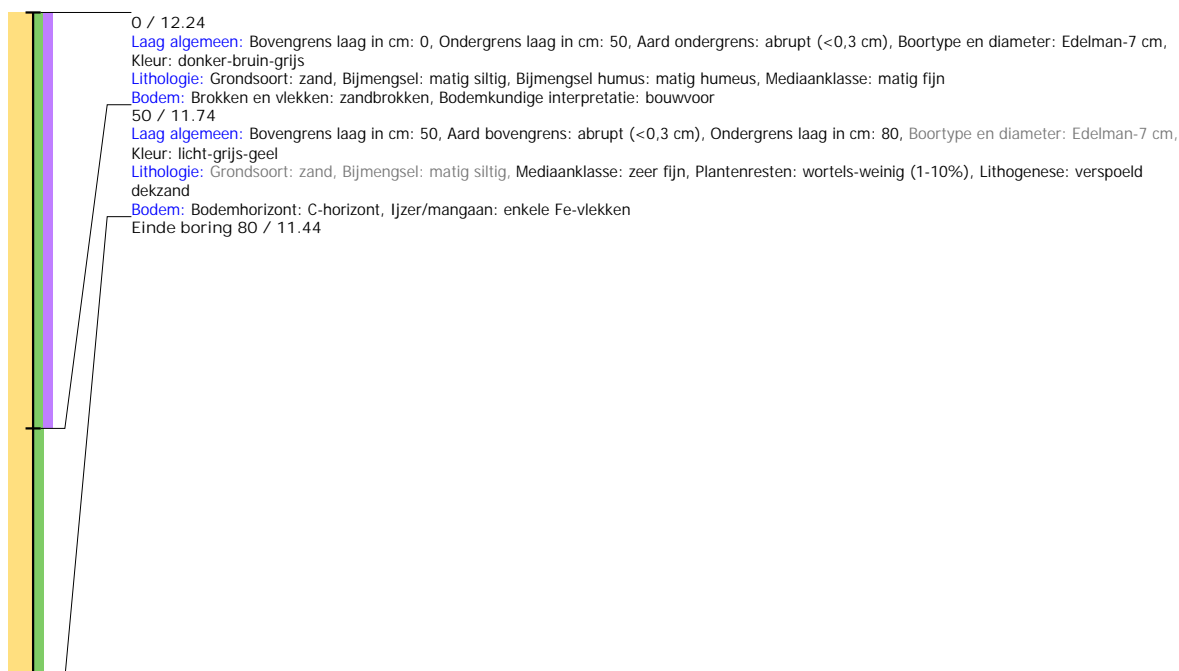 0 / 12.24
Laag algemeen: Bovengrens laag in cm: 0, Ondergrens laag in cm: 50, Aard ondergrens: abrupt (<0,3 cm), Boortype en diameter: Edelman-7 cm,
Kleur: donker-bruin-grijs
Lithologie: Grondsoort: zand, Bijmengsel: matig siltig, Bijmengsel humus: matig humeus, Mediaanklasse: matig fijn
Bodem: Brokken en vlekken: zandbrokken, Bodemkundige interpretatie: bouwvoor
50 / 11.74
Laag algemeen: Bovengrens laag in cm: 50, Aard bovengrens: abrupt (<0,3 cm), Ondergrens laag in cm: 80, Boortype en diameter: Edelman-7 cm,
Kleur: licht-grijs-geel
Lithologie: Grondsoort: zand, Bijmengsel: matig siltig, Mediaanklasse: zeer fijn, Plantenresten: wortels-weinig (1-10%), Lithogenese: verspoeld
dekzand
Bodem: Bodemhorizont: C-horizont, Ijzer/mangaan: enkele Fe-vlekken
Einde boring 80 / 11.44